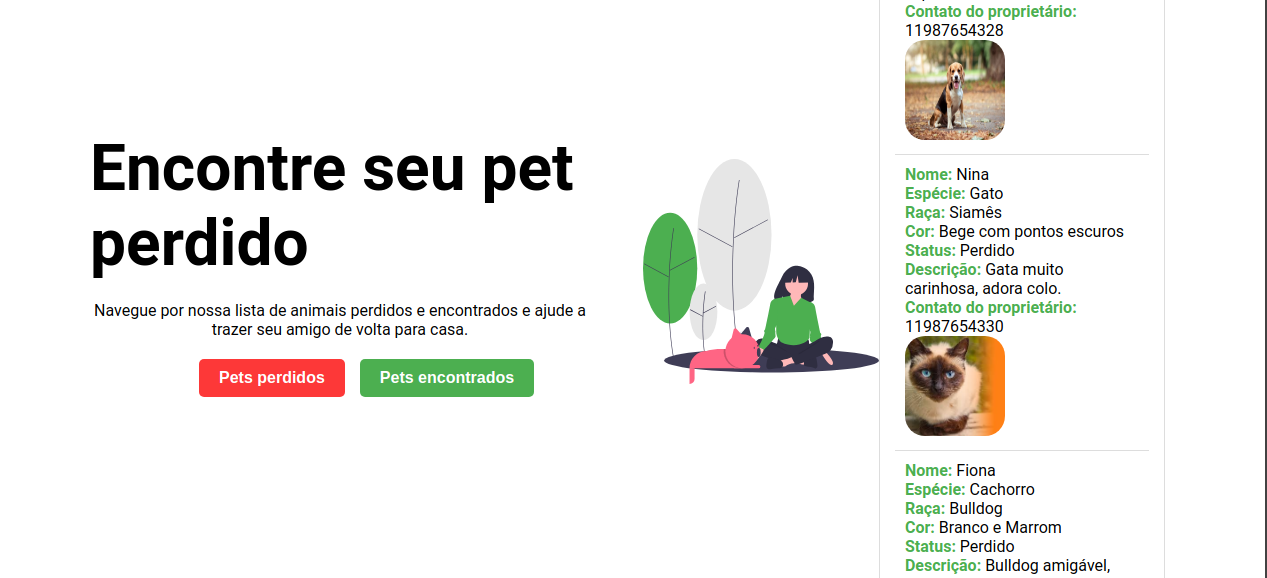 Encontre seu pet
perdido
Navegue por nossa lista de animais perdidos e encontrados e ajude a
trazer seu amigo de volta para casa.
Pets perdidos
Pets encontrados
Contato do proprietário:
11987654328
Nome: Nina
Espécie: Gato
Raça: Siamês
Cor: Bege com pontos escuros
Status: Perdido
Descrição: Gata muito
carinhosa, adora colo.
Contato do proprietário:
11987654330
Nome: Fiona
Espécie: Cachorro
Raça: Bulldog
Cor: Branco e Marrom
Status: Perdido
Descrição: Bulldog amigável,